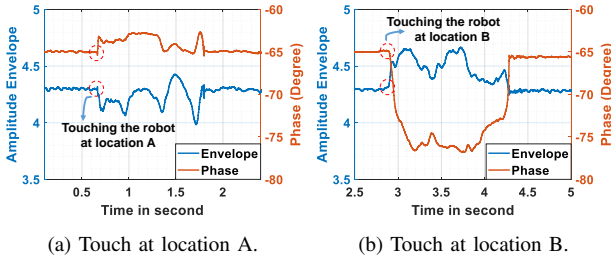 5
4.5
4
3.5
Amplitude Envelope
-60
-65
-70
-75
-80
Phase (Degree)
Touching the robot
at location A
Envelope
Phase
0.5
1
1.5
2
Time in second
(a) Touch at location A.
5
4.5
4
3.5
Amplitude Envelope
-60
-65
-70
-75
-80
Phase (Degree)
Touching the robot
at location B
Envelope
Phase
2.5
3
3.5
4
4.5
5
Time in second
(b) Touch at location B.